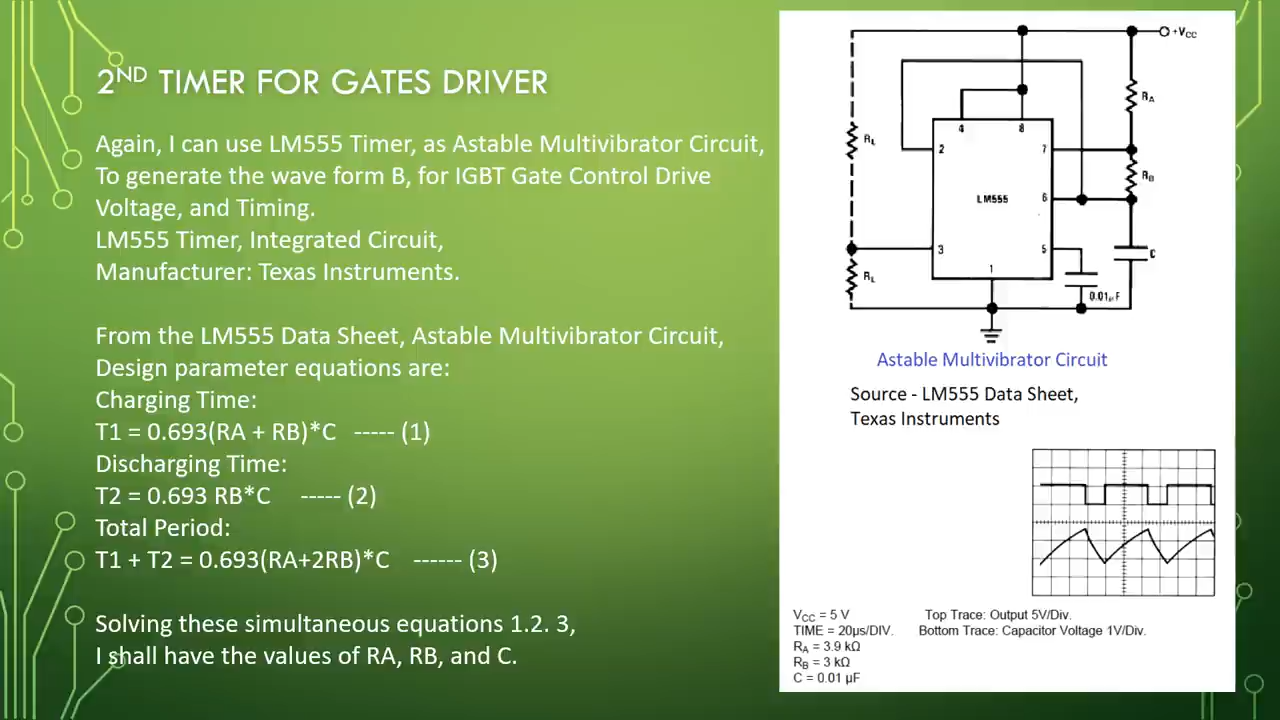 2ND TIMER FOR GATES DRIVER
Again, I can use LM555 Timer, as Astable Multivibrator Circuit,
To generate the wave form B, for IGBT Gate Control Drive
Voltage, and Timing.
LM555 Timer, Integrated Circuit,
Manufacturer: Texas Instruments.
From the LM555 Data Sheet, Astable Multivibrator Circuit,
Design parameter equations are:
Charging Time:
T1 = 0.693(RA + RB)*C ----- (1)
Discharging Time:
T2 = 0.693 RB*C ----- (2)
Total Period:
T1 + T2 = 0.693(RA+2RB)*C ------ (3)
Solving these simultaneous equations 1.2. 3,
I shall have the values of RA, RB, and C.
+VCC
RA
RL
4 8
2 7
RB
LM555
6
3 5
C
RL
1
0.01μF
Astable Multivibrator Circuit
Source - LM555 Data Sheet,
Texas Instruments
VCC = 5 V Top Trace: Output 5V/Div.
TIME = 20μs/DIV. Bottom Trace: Capacitor Voltage 1V/Div.
RA = 3.9 kΩ
RB = 3 kΩ
C = 0.01 μF